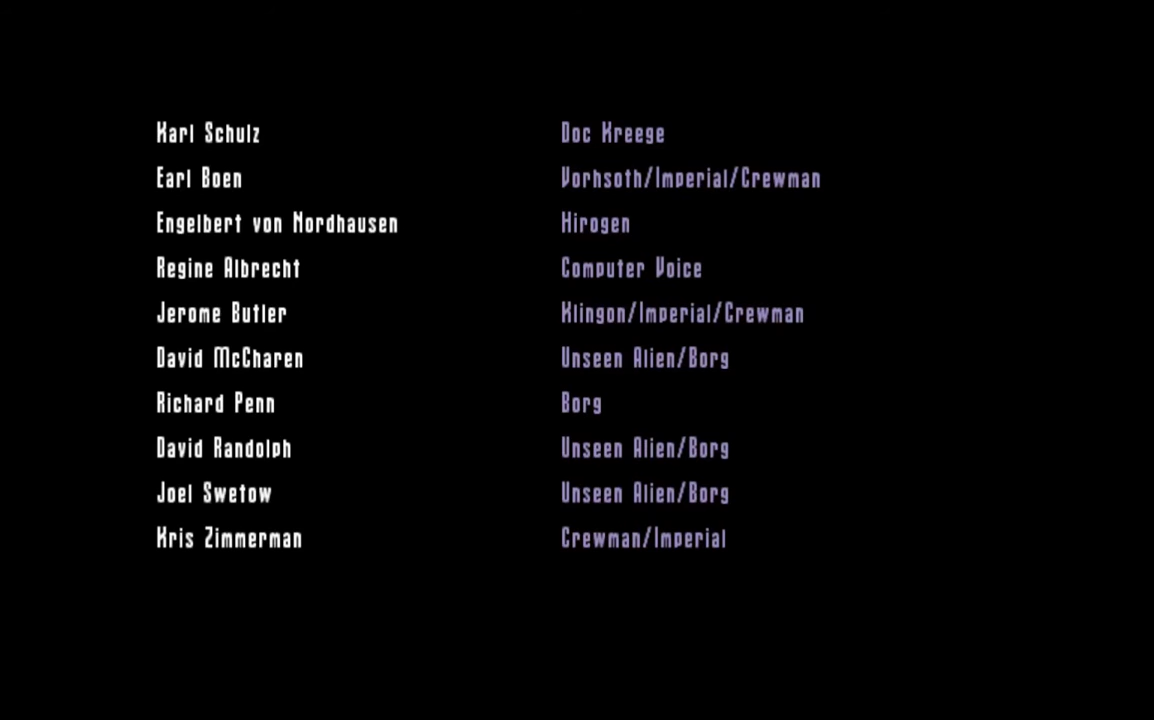 Karl Schulz Doc Kreege
Earl Boen Vorhsoth/Imperial/Crewman
Engelbert von Nordhausen Hirogen
Regine Albrecht Computer Voice
Jerome Butler Klingon/Imperial/Crewman
David McCharen Unseen Alien/Borg
Richard Penn Borg
David Randolph Unseen Alien/Borg
Joel Swetow Unseen Alien/Borg
Kris Zimmerman Crewman/Imperial